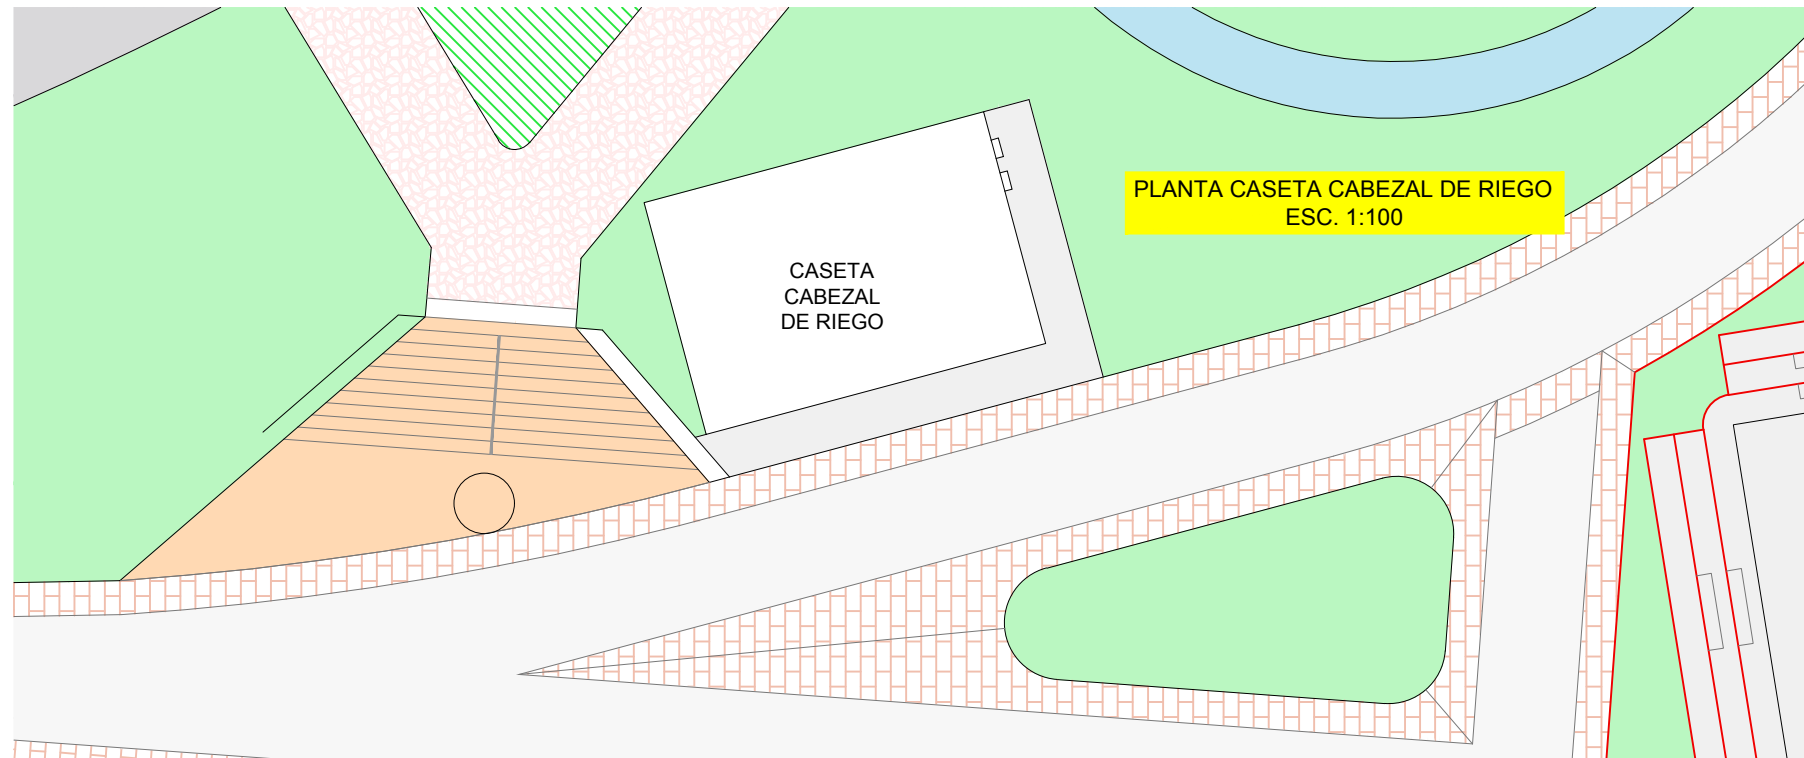 PLANTA CASETA CABEZAL DE RIEGO
ESC. 1:100
CASETA
CABEZAL
DE RIEGO